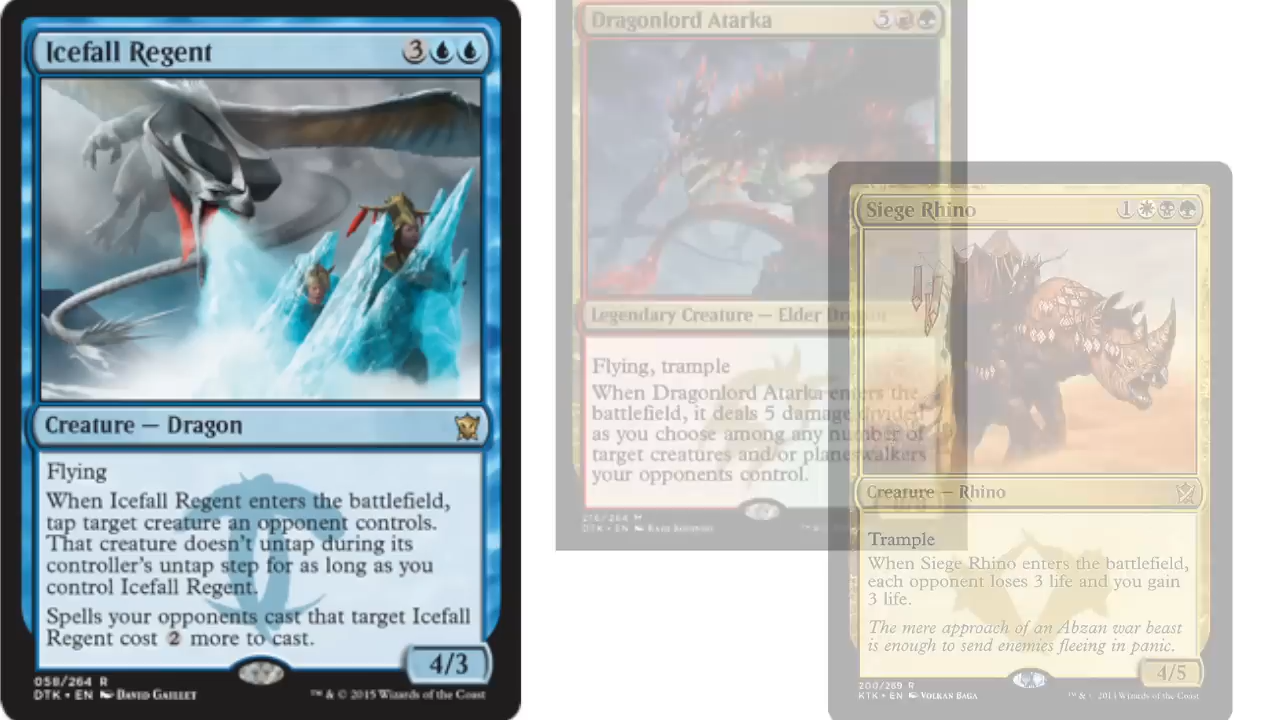 Icefall Regent 3
Creature — Dragon
Flying
When Icefall Regent enters the battlefield,
tap target creature an opponent controls.
That creature doesn't untap during its
controller's untap step for as long as you
control Icefall Regent.
Spells your opponents cast that target Icefall
Regent cost 2 more to cast.
4/3
058/264 R
DTK • EN DAVID GAILLET
™ & © 2015 Wizards of the Coast
Dragonlord Atarka 5
Legendary Creature — Elder Dragon
Flying, trample
When Dragonlord Atarka enters the
battlefield, it deals 5 damage divided
as you choose among any number of
target creatures and/or planeswalkers
your opponents control.
DTK • EN
Siege Rhino 1
Creature — Rhino
Trample
When Siege Rhino enters the battlefield,
each opponent loses 3 life and you gain
3 life.
The mere approach of an Abzan war beast
is enough to send enemies fleeing in panic.
4/5
200/269 R
KTK • EN VOLKAN BAGA
™ & © 2014 Wizards of the Coast